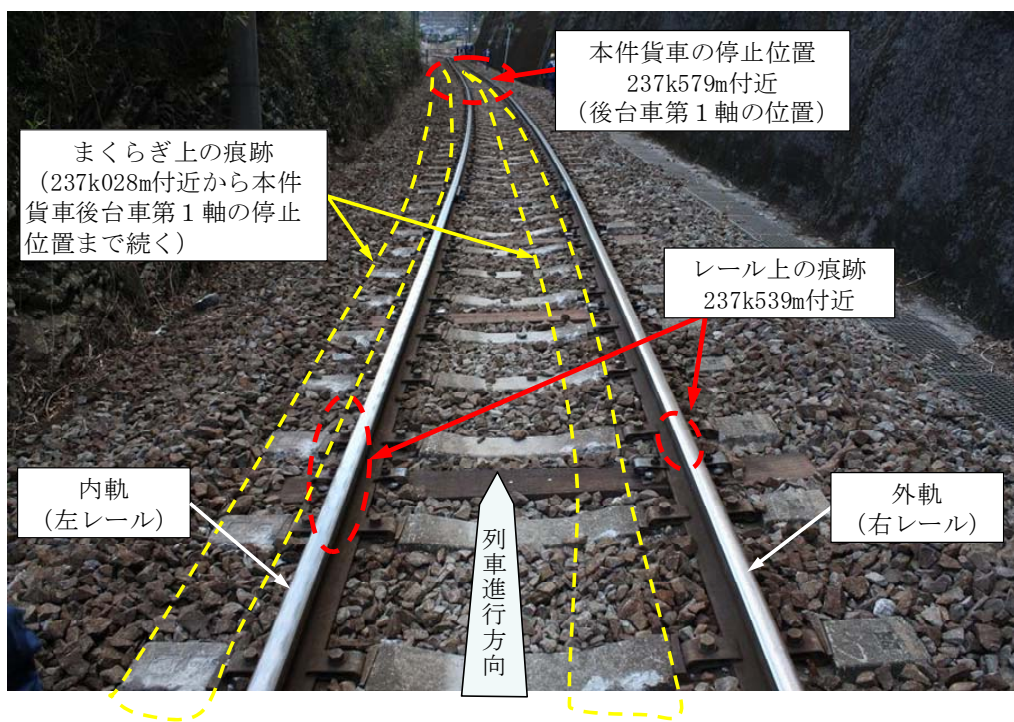 本件貨車の停止位置
237k579m付近
（後台車第１軸の位置）
まくらぎ上の痕跡
（237k028m付近から本件
貨車後台車第１軸の停止
位置まで続く）
レール上の痕跡
237k539m付近
内軌
（左レール）
外軌
（右レール）
列車進行方向